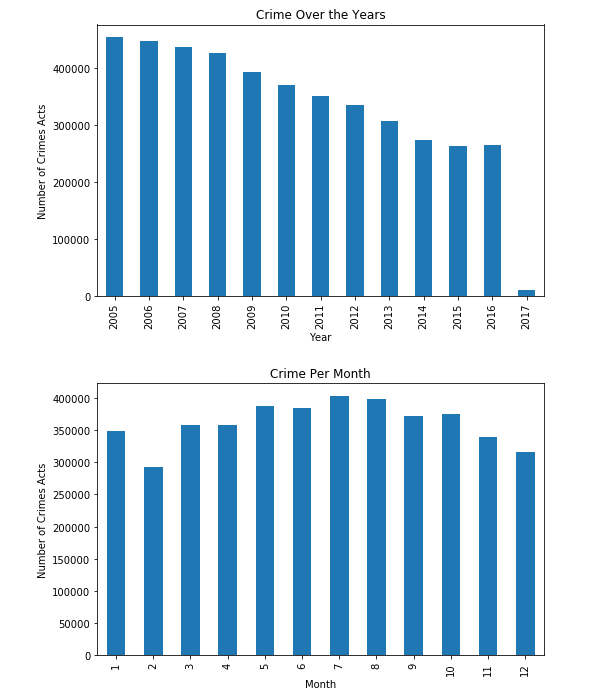 Crime Over the Years
Number of Crimes Acts
400000
300000
200000
100000
0
2005 2006 2007 2008 2009 2010 2011 2012 2013 2014 2015 2016 2017
Year
Crime Per Month
Number of Crimes Acts
400000
350000
300000
250000
200000
150000
100000
50000
0
1 2 3 4 5 6 7 8 9 10 11 12
Month